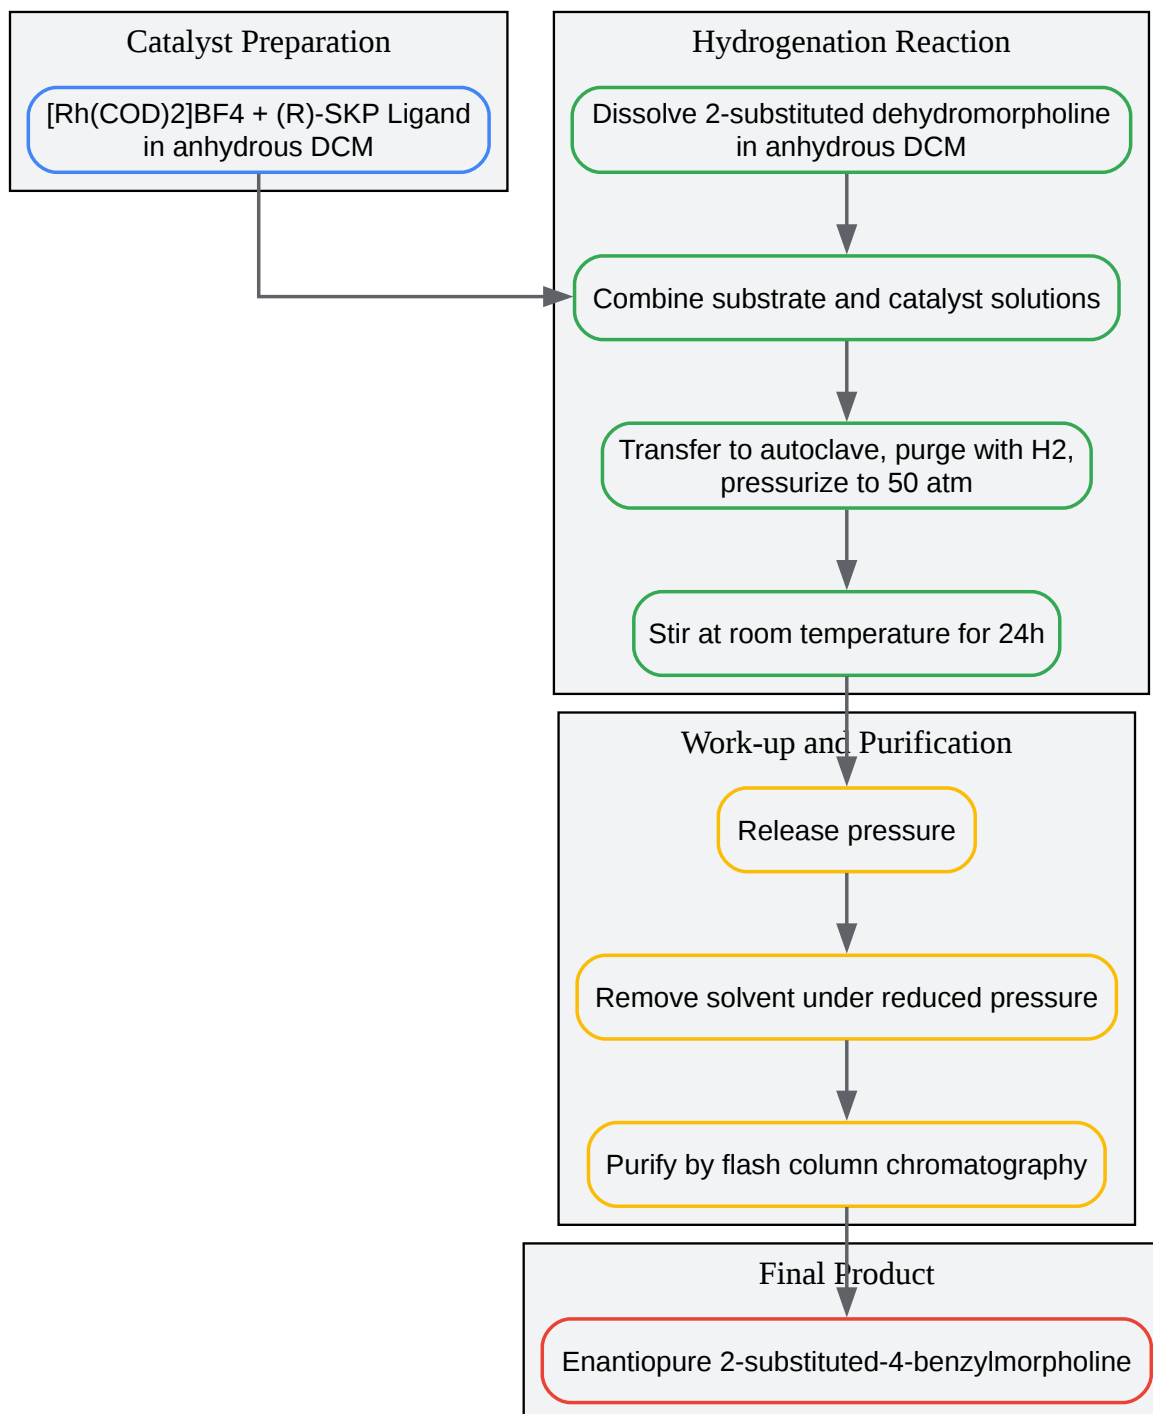 Catalyst Preparation
[Rh(COD)2]BF4 + (R)-SKP Ligand
in anhydrous DCM
Hydrogenation Reaction
Dissolve 2-substituted dehydromorpholine
in anhydrous DCM
Combine substrate and catalyst solutions
Transfer to autoclave, purge with H2,
pressurize to 50 atm
Stir at room temperature for 24h
Work-up and Purification
Release pressure
Remove solvent under reduced pressure
Purify by flash column chromatography
Final Product
Enantiopure 2-substituted-4-benzylmorpholine